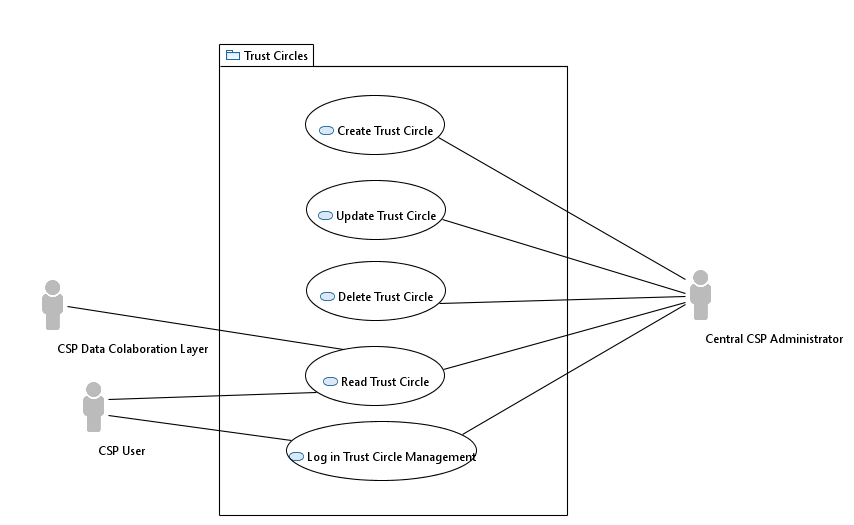 Trust Circles
Create Trust Circle
Update Trust Circle
Delete Trust Circle
Central CSP Administrator
CSP Data Colaboration Layer
Read Trust Circle
CSP User
Log in Trust Circle Management